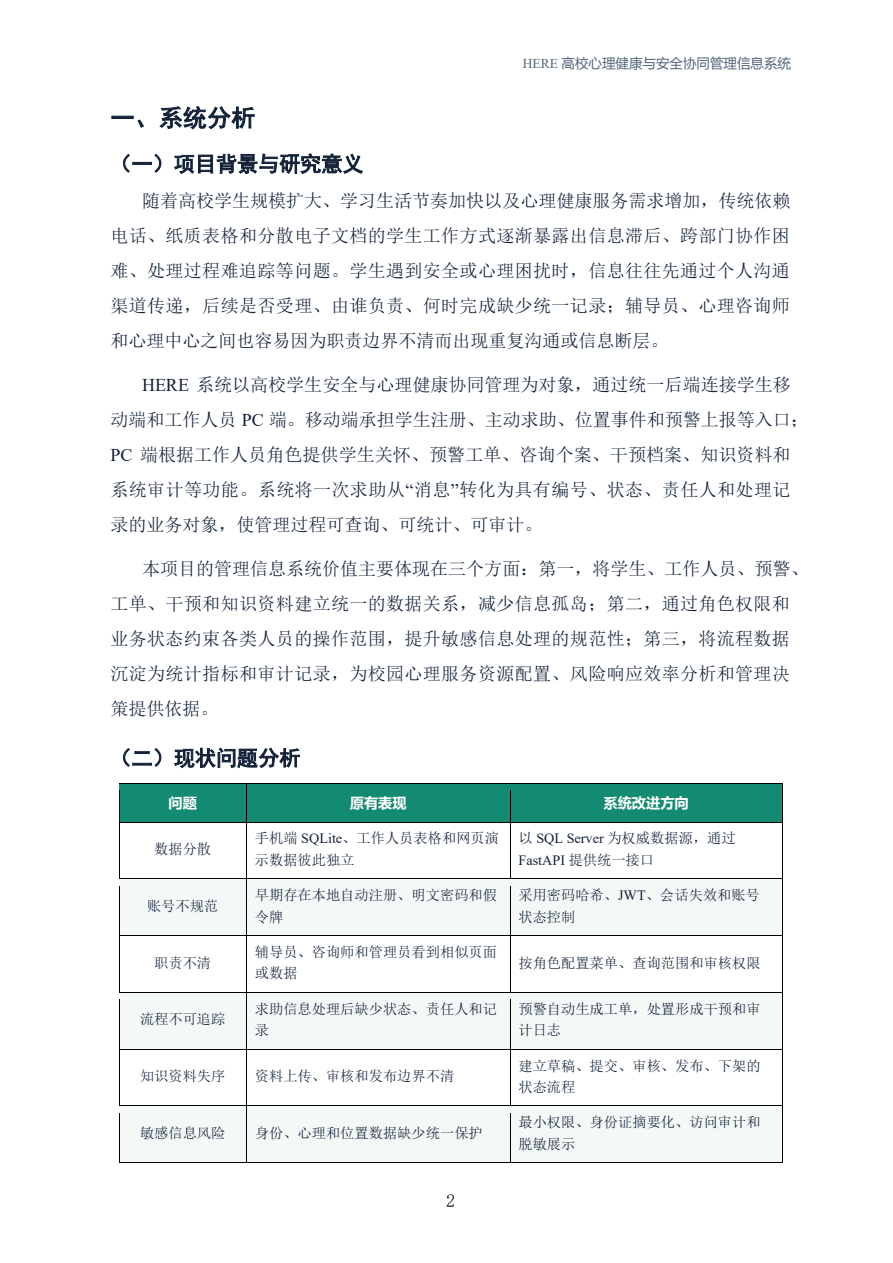 HERE 高校心理健康与安全协同管理信息系统
一、系统分析
（一）项目背景与研究意义
随着高校学生规模扩大、学习生活节奏加快以及心理健康服务需求增加，传统依赖
电话、纸质表格和分散电子文档的学生工作方式逐渐暴露出信息滞后、跨部门协作困
难、处理过程难追踪等问题。学生遇到安全或心理困扰时，信息往往先通过个人沟通
渠道传递，后续是否受理、由谁负责、何时完成缺少统一记录；辅导员、心理咨询师
和心理中心之间也容易因为职责边界不清而出现重复沟通或信息断层。
HERE 系统以高校学生安全与心理健康协同管理为对象，通过统一后端连接学生移
动端和工作人员 PC 端。移动端承担学生注册、主动求助、位置事件和预警上报等入口；
PC 端根据工作人员角色提供学生关怀、预警工单、咨询个案、干预档案、知识资料和
系统审计等功能。系统将一次求助从“消息”转化为具有编号、状态、责任人和处理记
录的业务对象，使管理过程可查询、可统计、可审计。
本项目的管理信息系统价值主要体现在三个方面：第一，将学生、工作人员、预警、
工单、干预和知识资料建立统一的数据关系，减少信息孤岛；第二，通过角色权限和
业务状态约束各类人员的操作范围，提升敏感信息处理的规范性；第三，将流程数据
沉淀为统计指标和审计记录，为校园心理服务资源配置、风险响应效率分析和管理决
策提供依据。
（二）现状问题分析
问题 原有表现 系统改进方向
数据分散
手机端 SQLite、工作人员表格和网页演
示数据彼此独立
以 SQL Server 为权威数据源，通过
FastAPI 提供统一接口
账号不规范
早期存在本地自动注册、明文密码和假
令牌
采用密码哈希、JWT、会话失效和账号
状态控制
职责不清
辅导员、咨询师和管理员看到相似页面
或数据
按角色配置菜单、查询范围和审核权限
流程不可追踪
求助信息处理后缺少状态、责任人和记
录
预警自动生成工单，处置形成干预和审
计日志
知识资料失序
资料上传、审核和发布边界不清
建立草稿、提交、审核、发布、下架的
状态流程
敏感信息风险
身份、心理和位置数据缺少统一保护
最小权限、身份证摘要化、访问审计和
脱敏展示
2